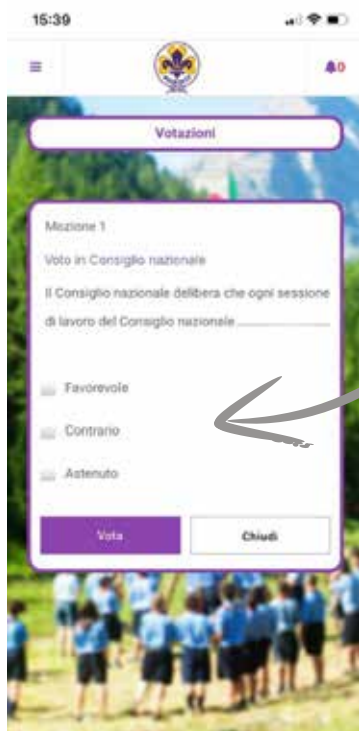 15:39
0
Votazioni
Mozione 1
Voto in Consiglio nazionale
Il Consiglio nazionale delibera che ogni sessione
di lavoro del Consiglio nazionale
Favorevole
Contrario
Astenuto
Vota Chiudi